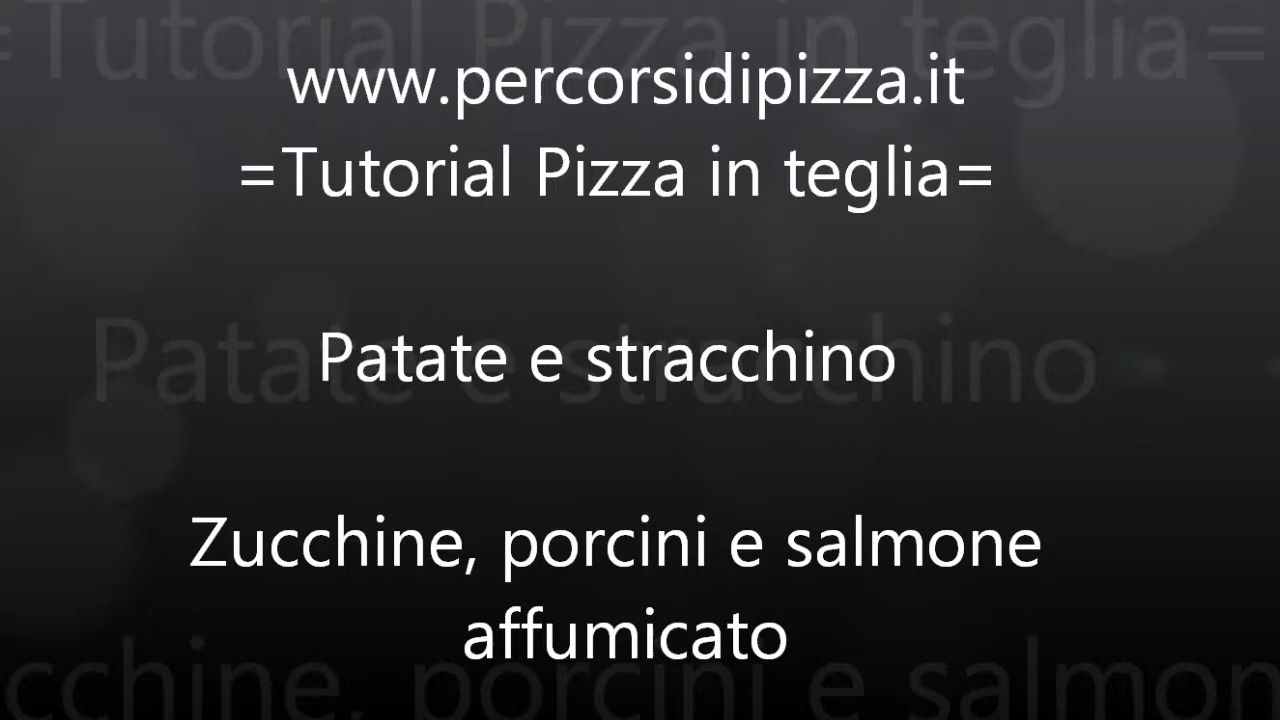 www.percorsidipizza.it
=Tutorial Pizza in teglia=
Patate e stracchino
Zucchine, porcini e salmone
affumicato